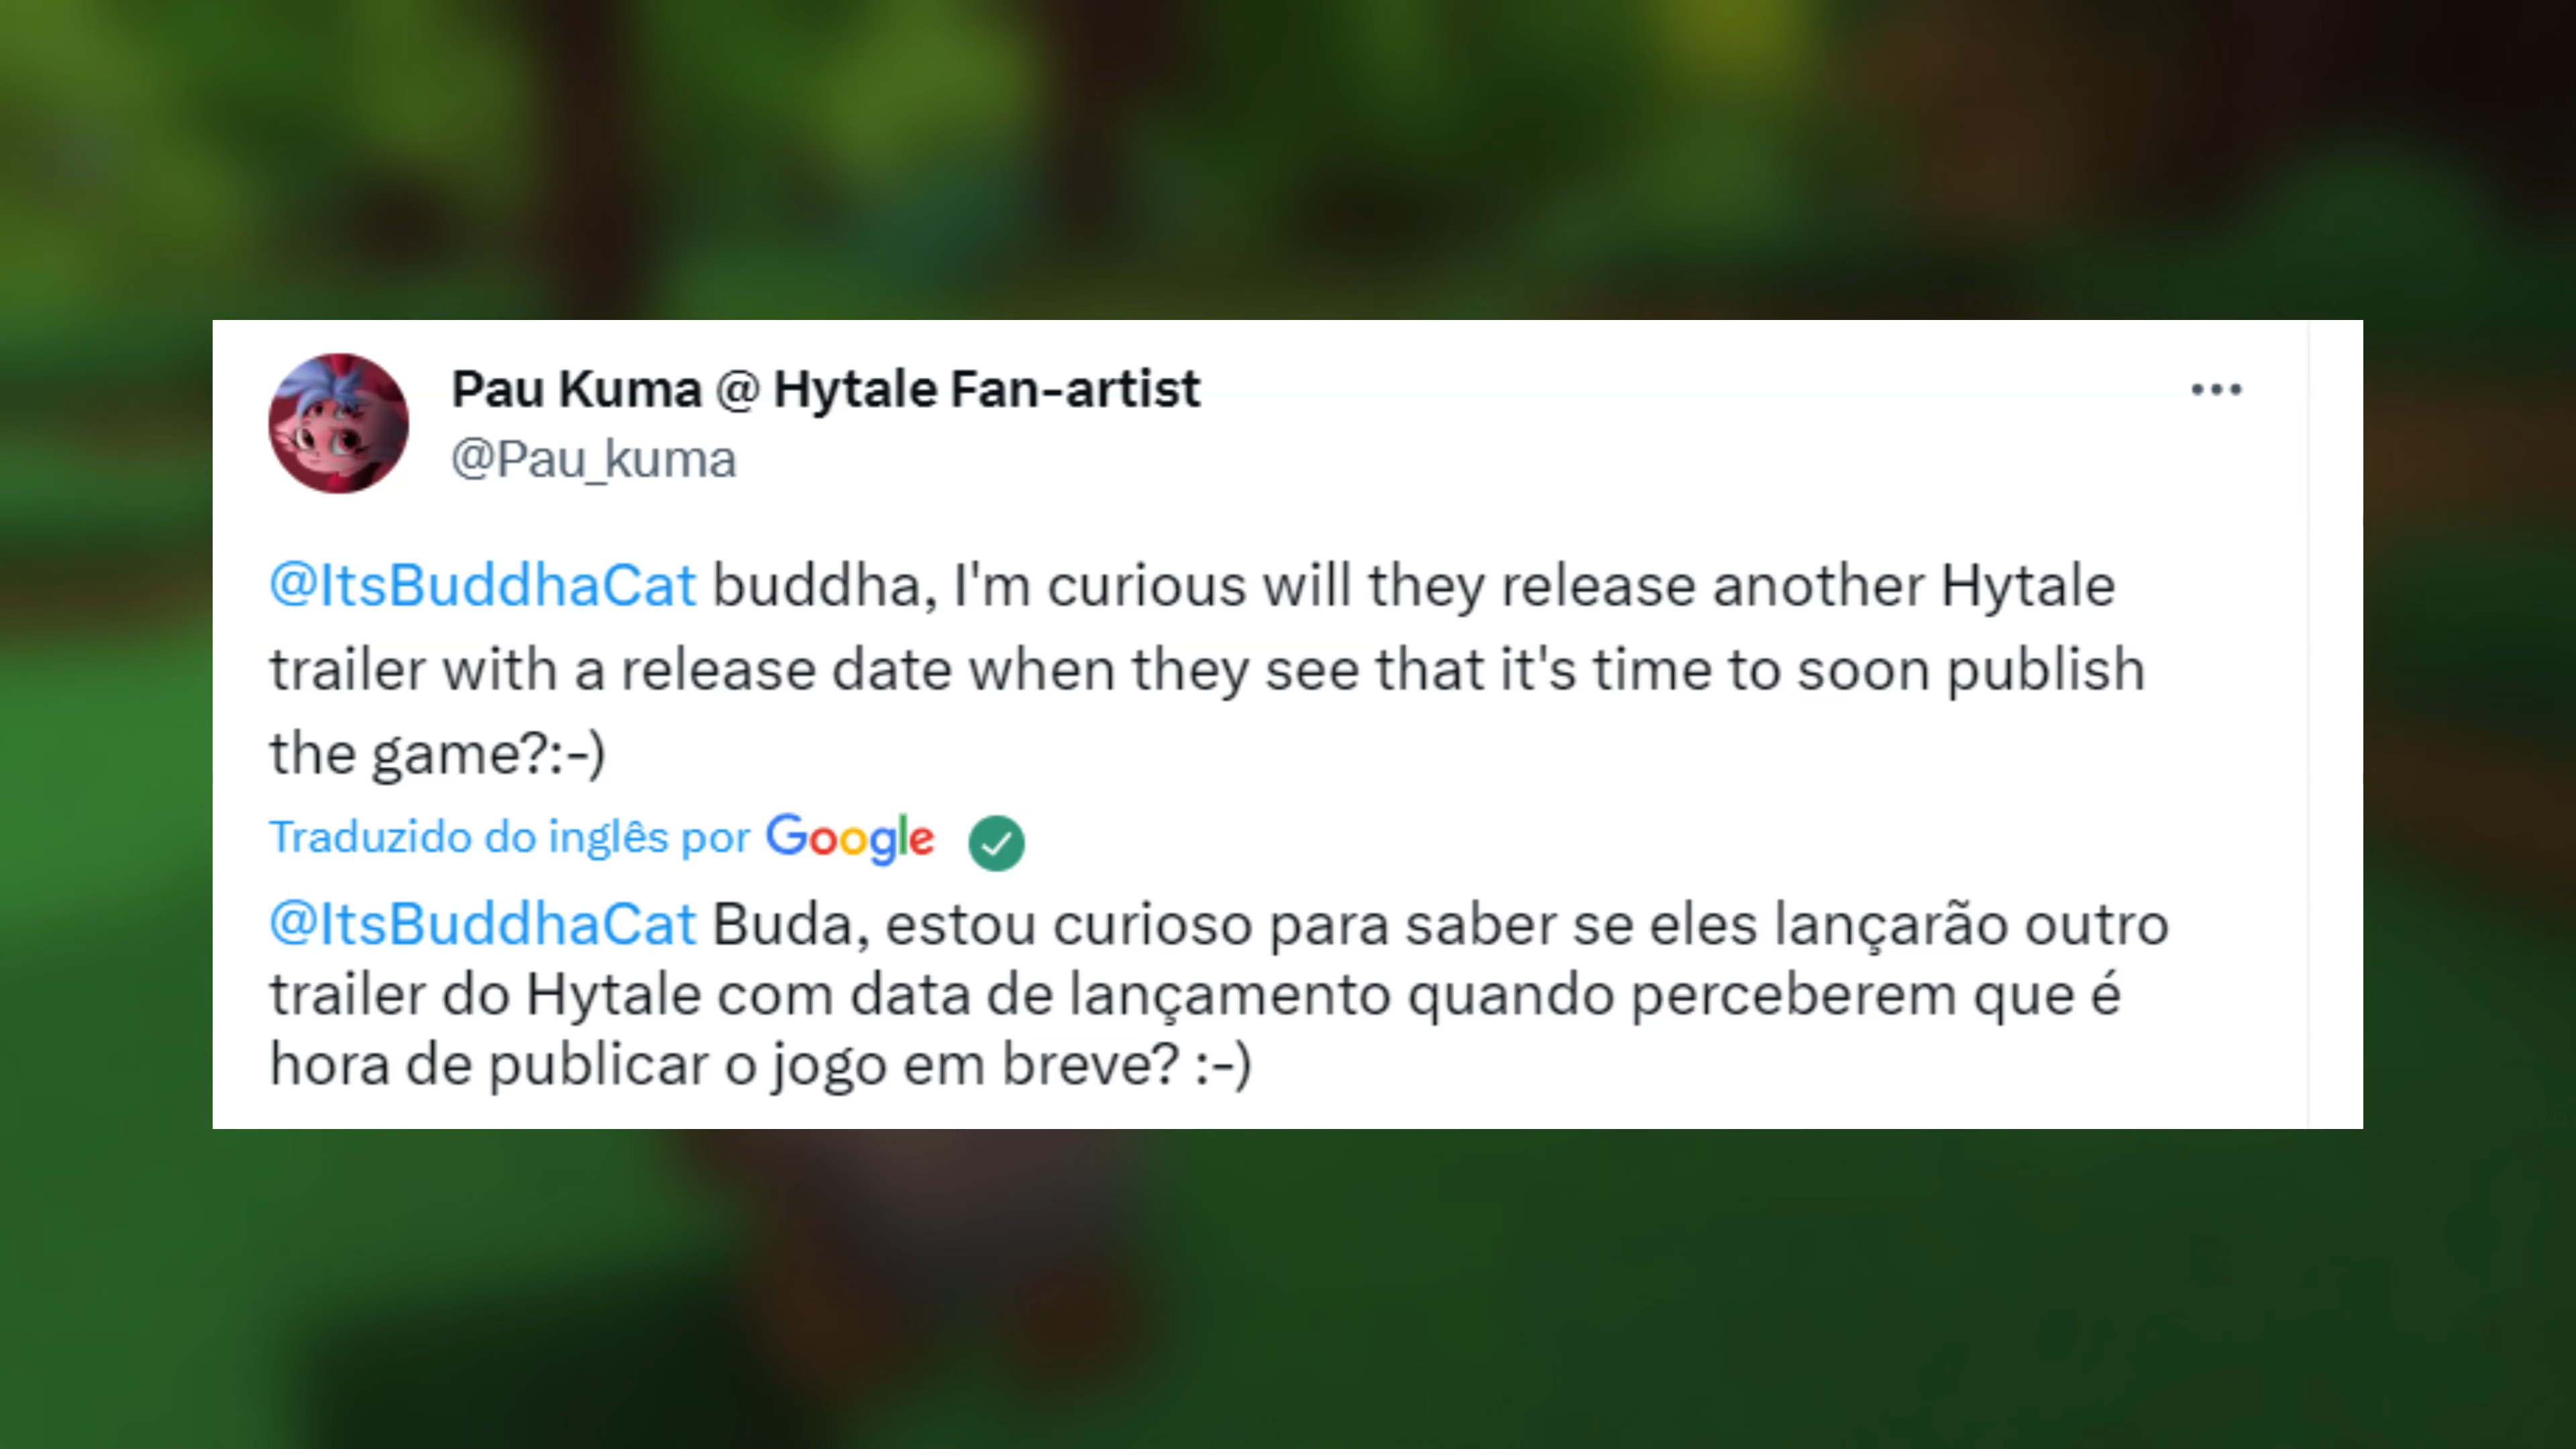 Pau Kuma @ Hytale Fan-artist
@Pau_kuma
@ItsBuddhaCat buddha, I'm curious will they release another Hytale
trailer with a release date when they see that it's time to soon publish
the game?:-)
Traduzido do inglês por Google
@ItsBuddhaCat Buda, estou curioso para saber se eles lançarão outro
trailer do Hytale com data de lançamento quando perceberem que é
hora de publicar o jogo em breve? :-)